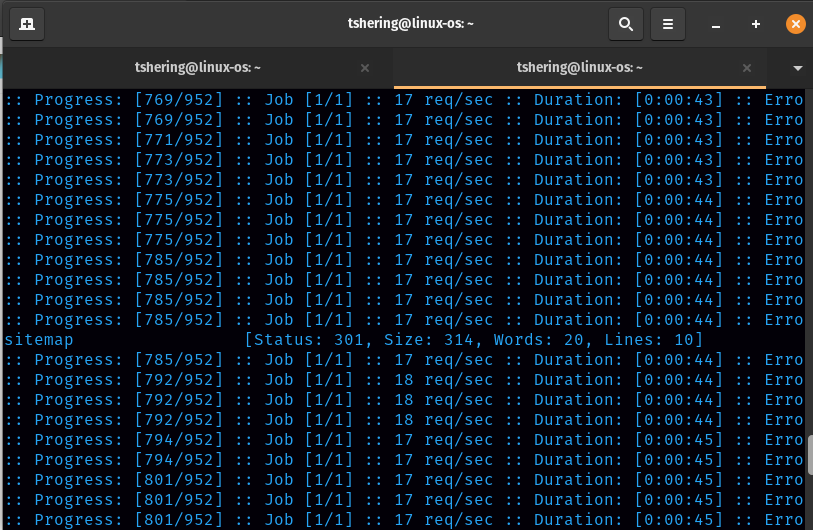 tshering@linux-os: ~
tshering@linux-os: ~ tshering@linux-os: ~
:: Progress: [769/952] :: Job [1/1] :: 17 req/sec :: Duration: [0:00:43] :: Erro
:: Progress: [769/952] :: Job [1/1] :: 17 req/sec :: Duration: [0:00:43] :: Erro
:: Progress: [771/952] :: Job [1/1] :: 17 req/sec :: Duration: [0:00:43] :: Erro
:: Progress: [773/952] :: Job [1/1] :: 17 req/sec :: Duration: [0:00:43] :: Erro
:: Progress: [773/952] :: Job [1/1] :: 17 req/sec :: Duration: [0:00:43] :: Erro
:: Progress: [775/952] :: Job [1/1] :: 17 req/sec :: Duration: [0:00:44] :: Erro
:: Progress: [775/952] :: Job [1/1] :: 17 req/sec :: Duration: [0:00:44] :: Erro
:: Progress: [775/952] :: Job [1/1] :: 17 req/sec :: Duration: [0:00:44] :: Erro
:: Progress: [785/952] :: Job [1/1] :: 17 req/sec :: Duration: [0:00:44] :: Erro
:: Progress: [785/952] :: Job [1/1] :: 17 req/sec :: Duration: [0:00:44] :: Erro
:: Progress: [785/952] :: Job [1/1] :: 17 req/sec :: Duration: [0:00:44] :: Erro
:: Progress: [785/952] :: Job [1/1] :: 17 req/sec :: Duration: [0:00:44] :: Erro
sitemap [Status: 301, Size: 314, Words: 20, Lines: 10]
:: Progress: [785/952] :: Job [1/1] :: 17 req/sec :: Duration: [0:00:44] :: Erro
:: Progress: [792/952] :: Job [1/1] :: 18 req/sec :: Duration: [0:00:44] :: Erro
:: Progress: [792/952] :: Job [1/1] :: 18 req/sec :: Duration: [0:00:44] :: Erro
:: Progress: [792/952] :: Job [1/1] :: 18 req/sec :: Duration: [0:00:44] :: Erro
:: Progress: [794/952] :: Job [1/1] :: 17 req/sec :: Duration: [0:00:45] :: Erro
:: Progress: [794/952] :: Job [1/1] :: 17 req/sec :: Duration: [0:00:45] :: Erro
:: Progress: [801/952] :: Job [1/1] :: 17 req/sec :: Duration: [0:00:45] :: Erro
:: Progress: [801/952] :: Job [1/1] :: 17 req/sec :: Duration: [0:00:45] :: Erro
:: Progress: [801/952] :: Job [1/1] :: 17 req/sec :: Duration: [0:00:45] :: Erro